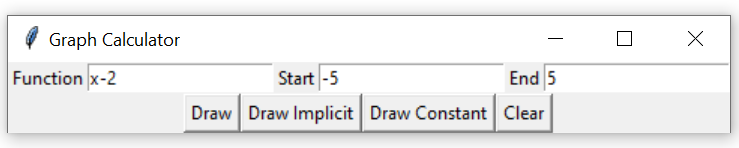 Graph Calculator
Function x-2 Start -5 End 5
Draw Draw Implicit Draw Constant Clear